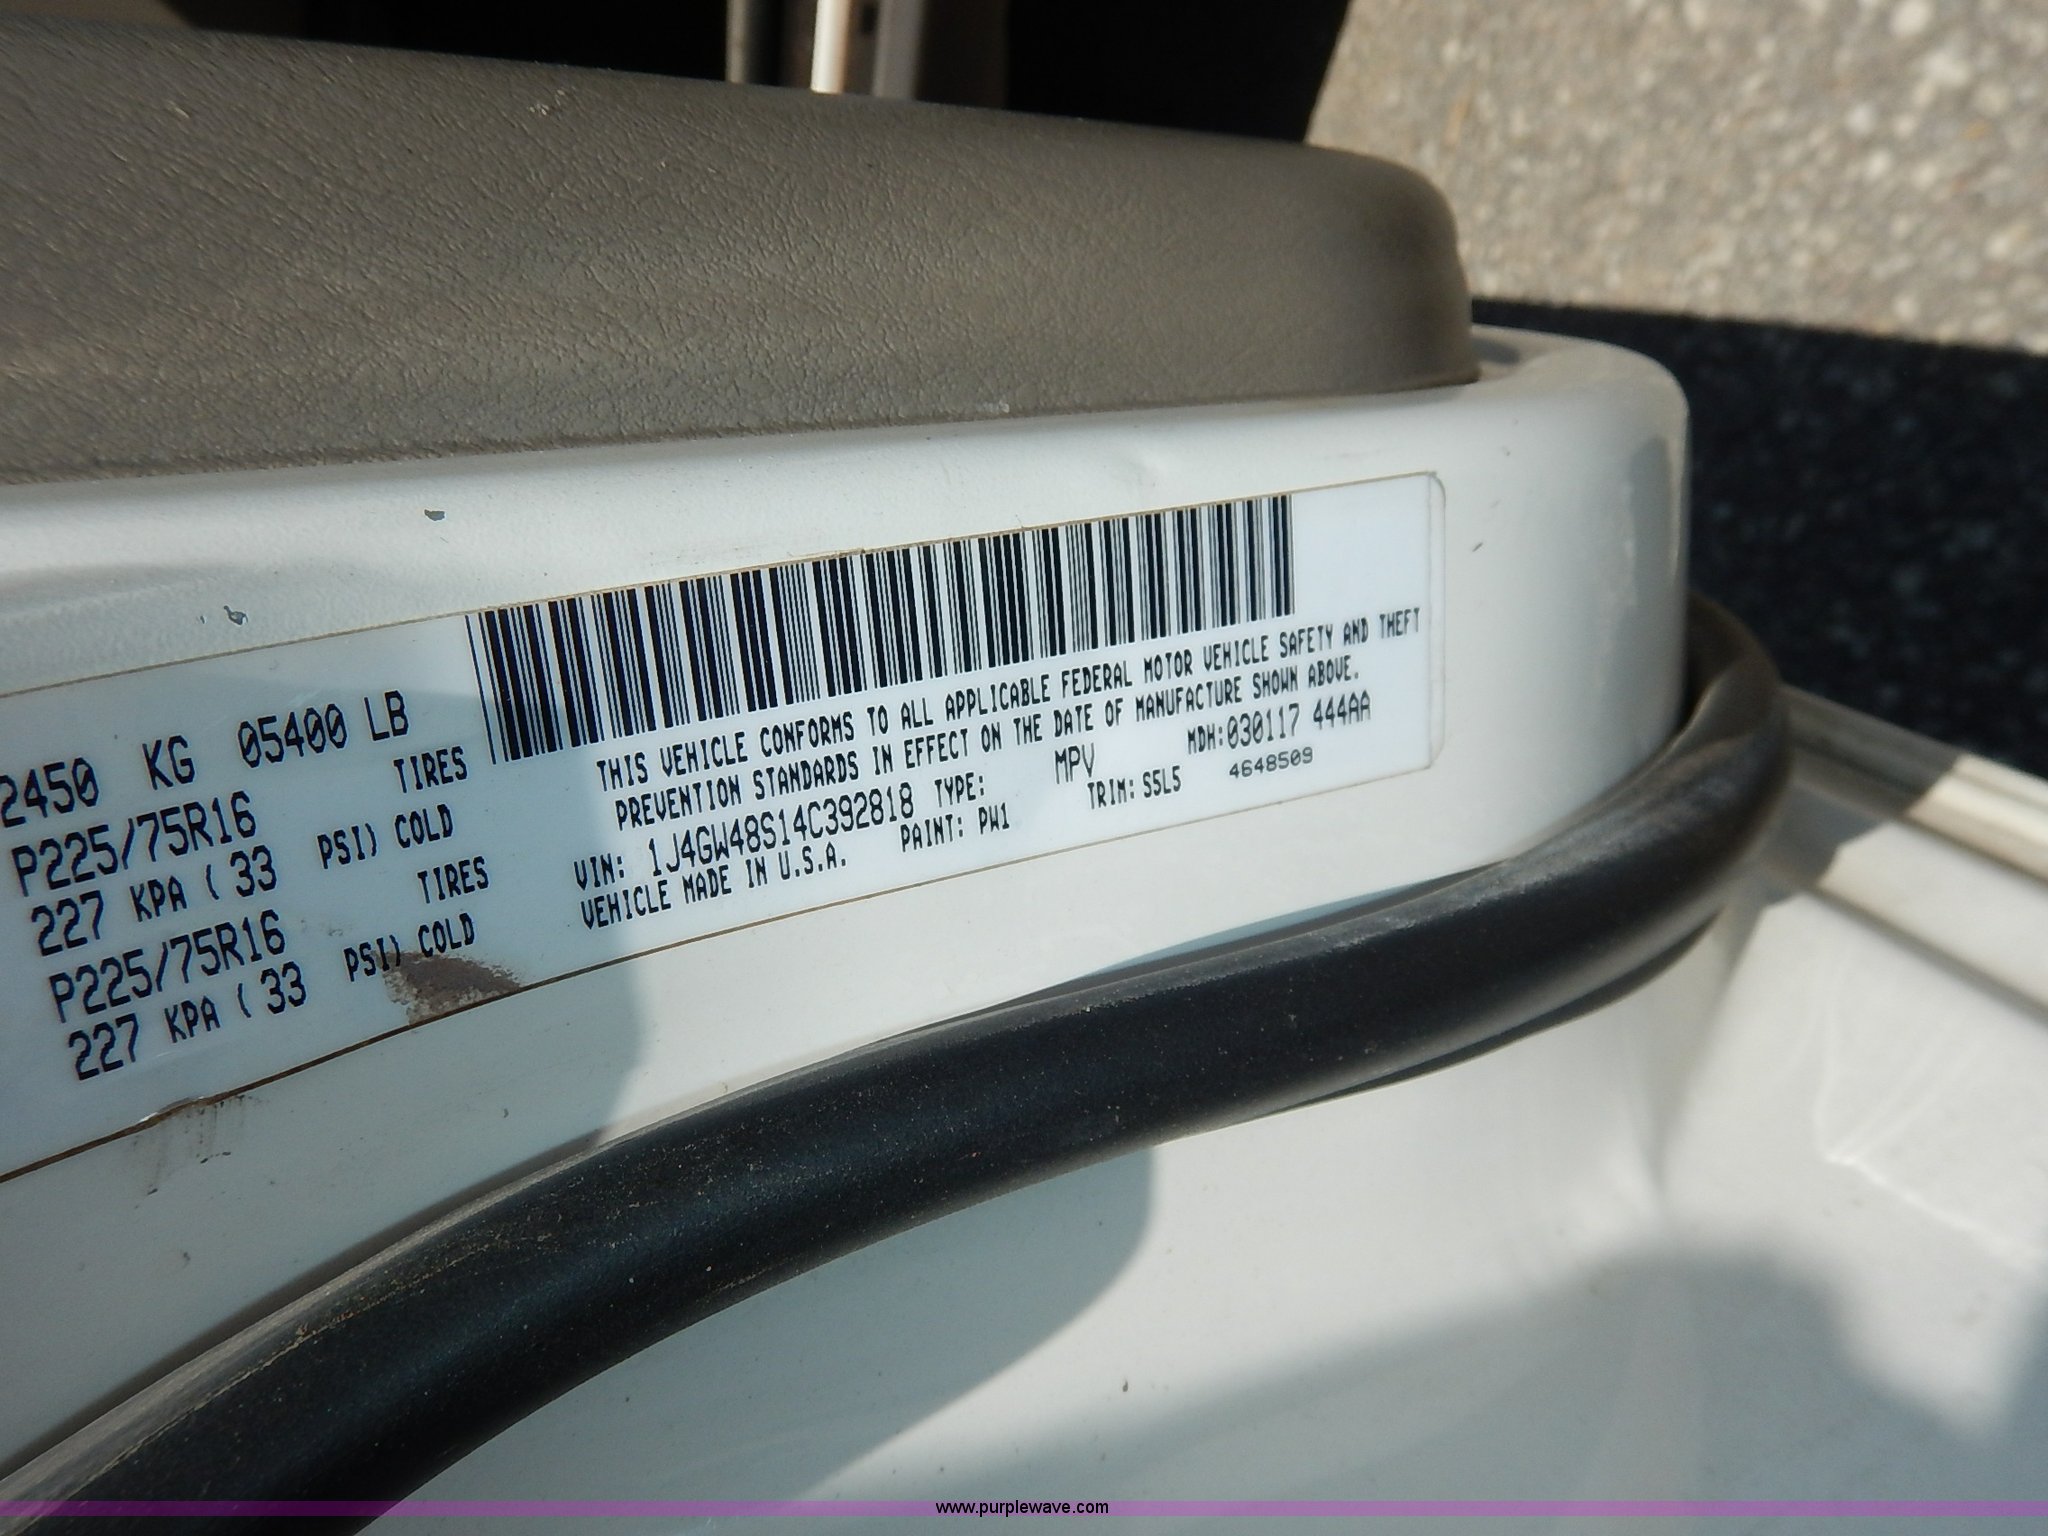 2450 KG 05400 LB
P225/75R16 TIRES
227 KPA ( 33 PSI) COLD
P225/75R16 TIRES
227 KPA ( 33 PSI) COLD
THIS VEHICLE CONFORMS TO ALL APPLICABLE FEDERAL MOTOR VEHICLE SAFETY AND THEFT
PREVENTION STANDARDS IN EFFECT ON THE DATE OF MANUFACTURE SHOWN ABOVE.
VIN: 1J4GW48S14C392818 TYPE: MPV MDH:030117 444AA
VEHICLE MADE IN U.S.A. PAINT: PW1 TRIM: S5L5 4648509
www.purplewave.com